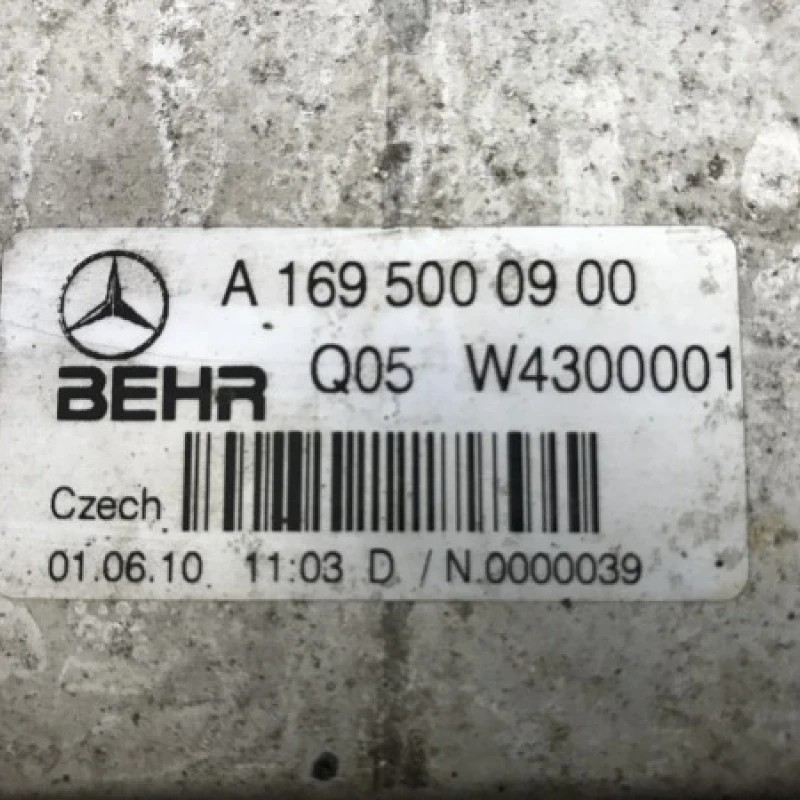 A 169 500 09 00
BEHR Q05 W4300001
Czech
01.06.10 11:03 D / N.0000039